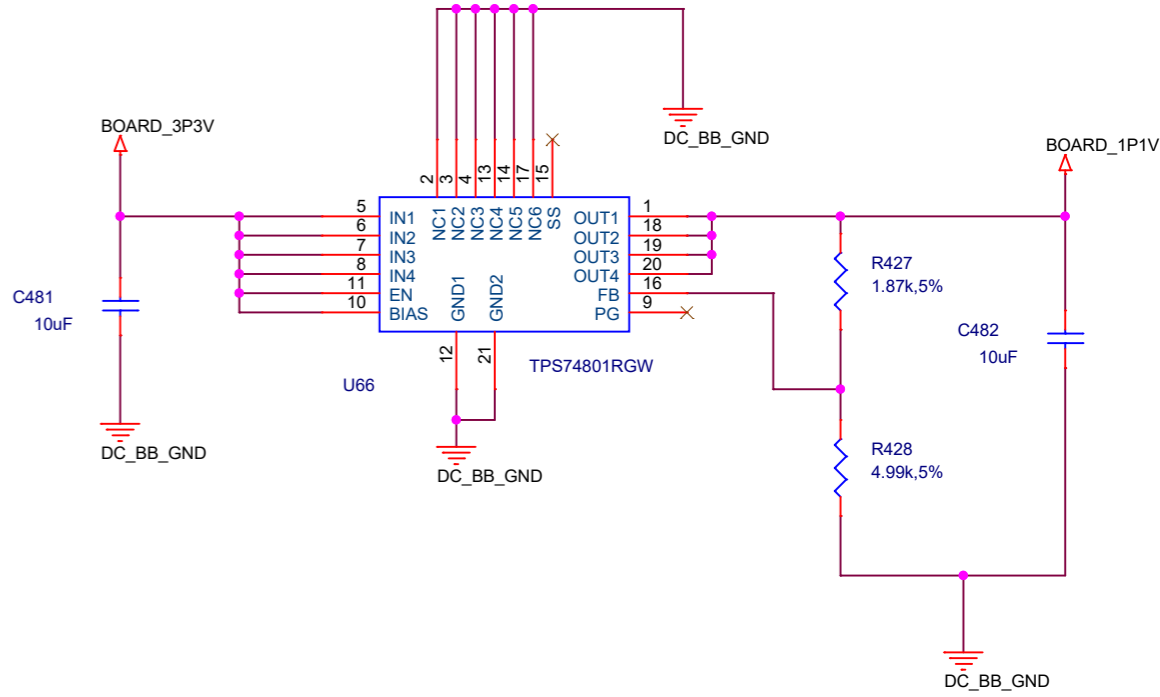 DC_BB_GND
BOARD_3P3V
BOARD_1P1V
2
3
4
13
14
17
15
NC1
NC2
NC3
NC4
NC5
NC6
SS
5
6
7
8
11
10
IN1
IN2
IN3
IN4
EN
BIAS
GND1
GND2
OUT1
OUT2
OUT3
OUT4
FB
PG
1
18
19
20
16
9
12
21
TPS74801RGW
U66
C481
10uF
DC_BB_GND
DC_BB_GND
R427
1.87k,5%
C482
10uF
R428
4.99k,5%
DC_BB_GND